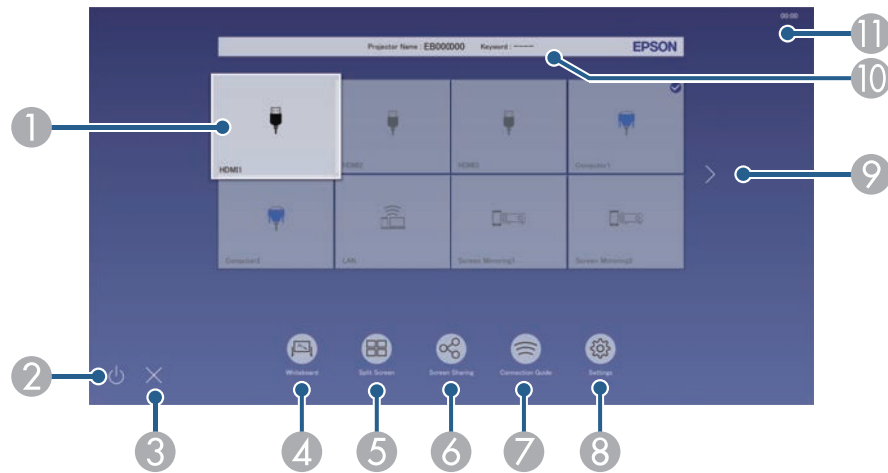 00:00
11
Projector Name : EB000000 Keyword : -------- EPSON
10
1
HDMI1 HDMI2 HDMI3 Computer1
9
Computer2 LAN Screen Mirroring1 Screen Mirroring2
2
Whiteboard Split Screen Screen Sharing Connection Guide Settings
3 4 5 6 7 8